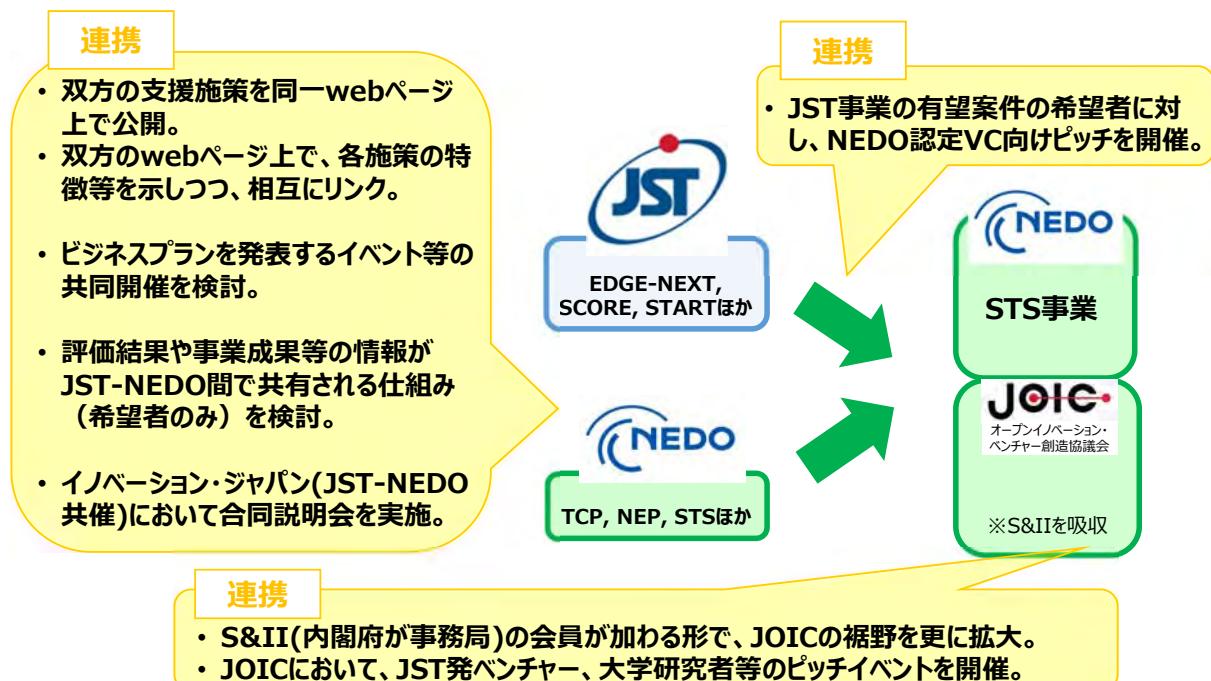 連携
• 双方の支援施策を同一webページ
上で公開。
• 双方のwebページ上で、各施策の特
徴等を示しつつ、相互にリンク。
• ビジネスプランを発表するイベント等の
共同開催を検討。
• 評価結果や事業成果等の情報が
JST-NEDO間で共有される仕組み
（希望者のみ）を検討。
• イノベーション・ジャパン(JST-NEDO
共催)において合同説明会を実施。
JST
EDGE-NEXT,
SCORE, STARTほか
NEDO
TCP, NEP, STSほか
連携
• JST事業の有望案件の希望者に対
し、NEDO認定VC向けピッチを開催。
NEDO
STS事業
JOIC
オープンイノベーション・
ベンチャー創造協議会
※S&IIを吸収
連携
• S&II(内閣府が事務局)の会員が加わる形で、JOICの裾野を更に拡大。
• JOICにおいて、JST発ベンチャー、大学研究者等のピッチイベントを開催。